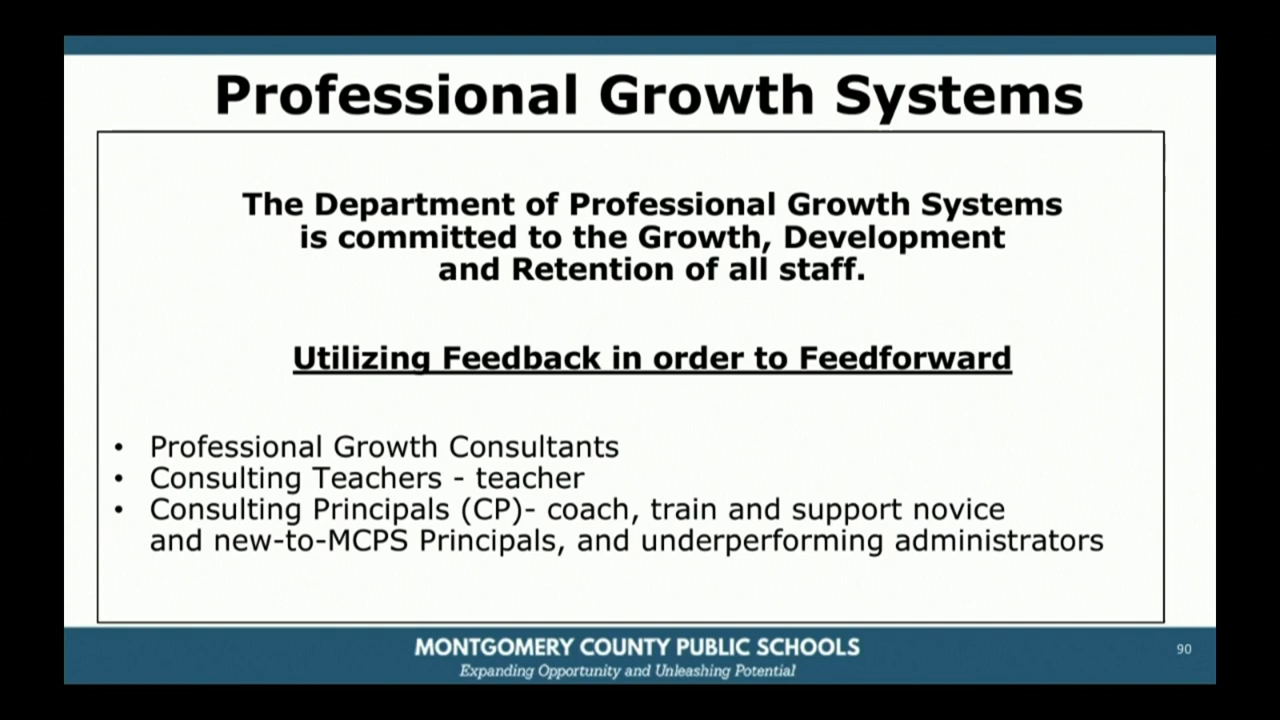 Professional Growth Systems
The Department of Professional Growth Systems
is committed to the Growth, Development
and Retention of all staff.
Utilizing Feedback in order to Feedforward
• Professional Growth Consultants
• Consulting Teachers - teacher
• Consulting Principals (CP)- coach, train and support novice
and new-to-MCPS Principals, and underperforming administrators
MONTGOMERY COUNTY PUBLIC SCHOOLS
Expanding Opportunity and Unleashing Potential
90